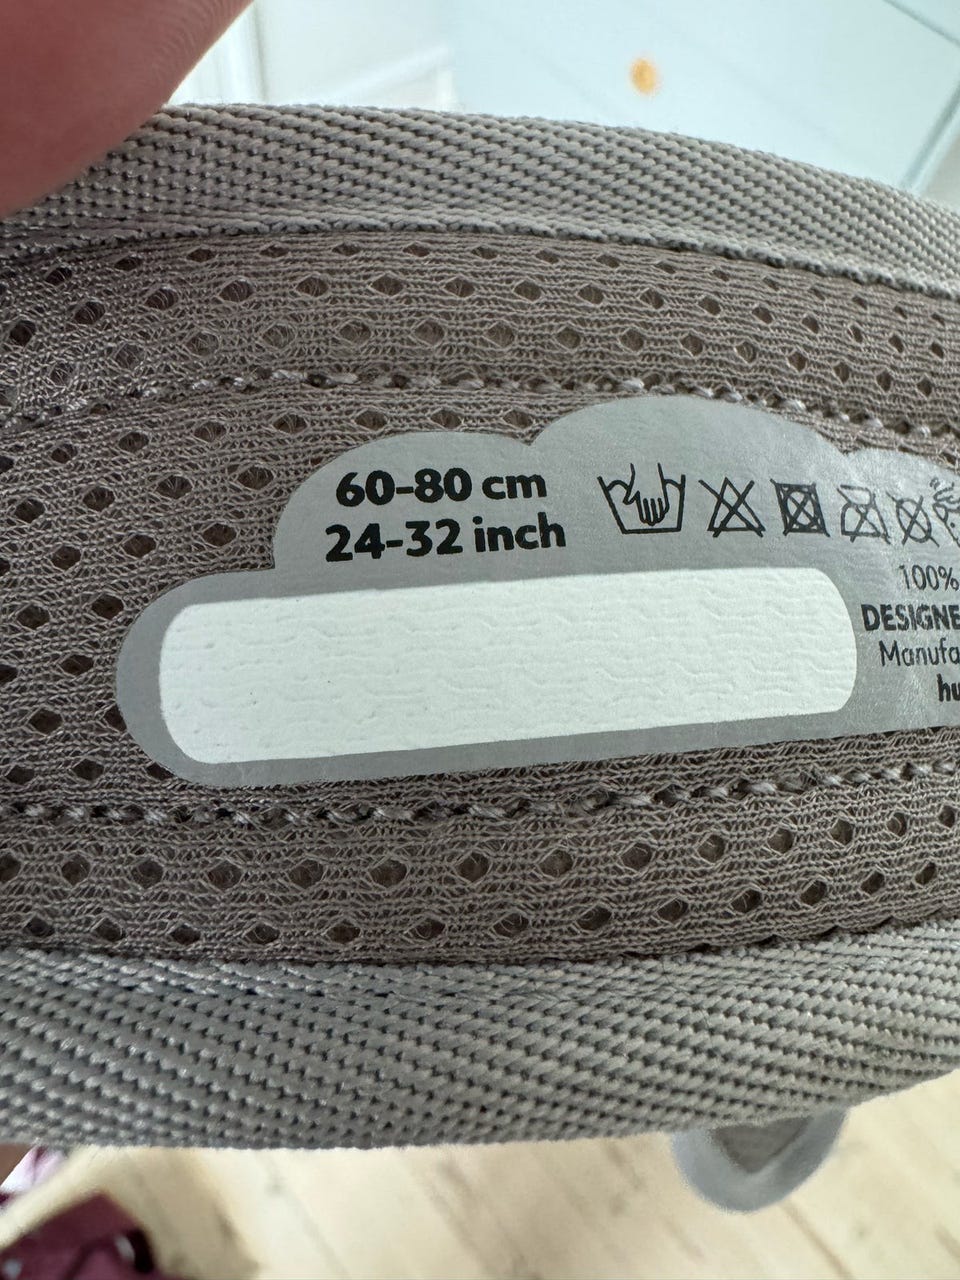 60-80 cm
24-32 inch
100%
DESIGNE
Manufa
hu